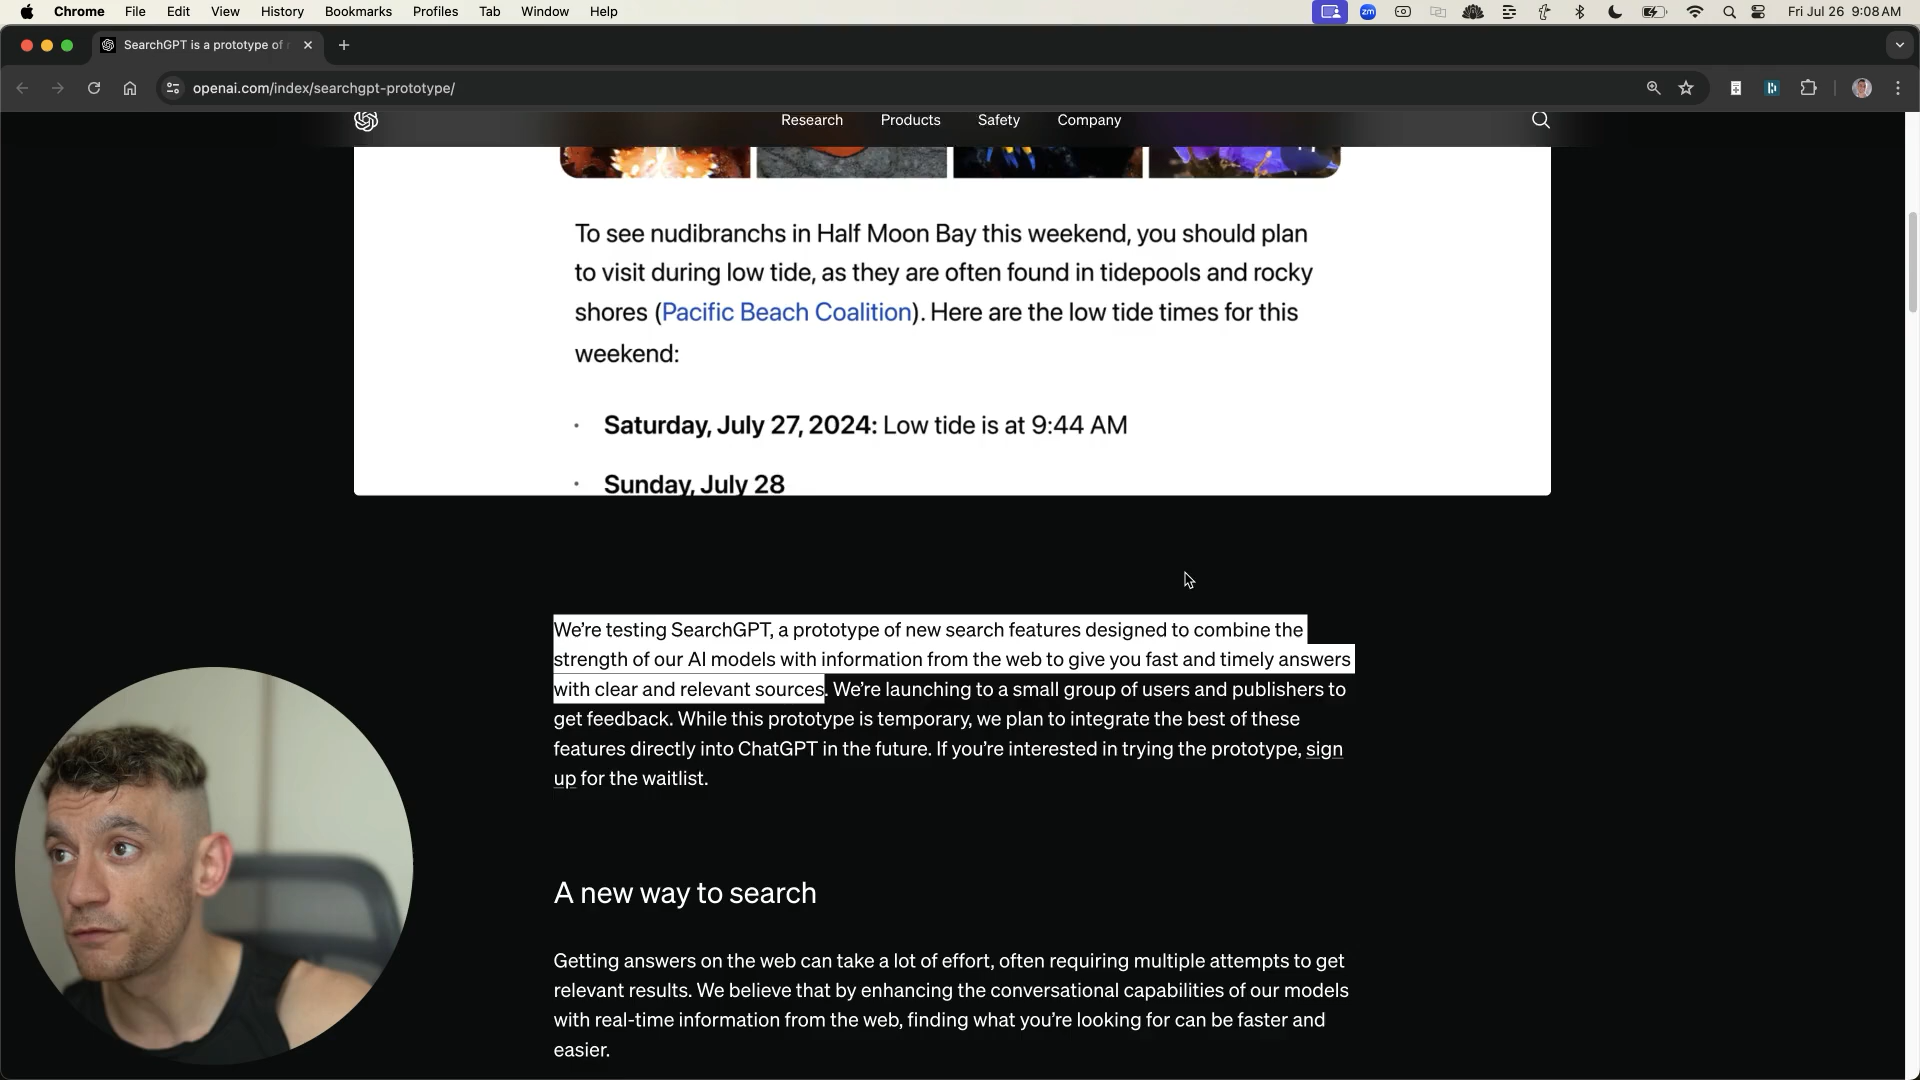 Chrome File Edit View History Bookmarks Profiles Tab Window Help zm Fri Jul 26 9:08 AM
SearchGPT is a prototype of
openai.com/index/searchgpt-prototype/
Research Products Safety Company
To see nudibranchs in Half Moon Bay this weekend, you should plan
to visit during low tide, as they are often found in tidepools and rocky
shores (Pacific Beach Coalition). Here are the low tide times for this
weekend:
· Saturday, July 27, 2024: Low tide is at 9:44 AM
· Sunday, July 28
We’re testing SearchGPT, a prototype of new search features designed to combine the
strength of our AI models with information from the web to give you fast and timely answers
with clear and relevant sources. We’re launching to a small group of users and publishers to
get feedback. While this prototype is temporary, we plan to integrate the best of these
features directly into ChatGPT in the future. If you’re interested in trying the prototype, sign
up for the waitlist.
A new way to search
Getting answers on the web can take a lot of effort, often requiring multiple attempts to get
relevant results. We believe that by enhancing the conversational capabilities of our models
with real-time information from the web, finding what you’re looking for can be faster and
easier.